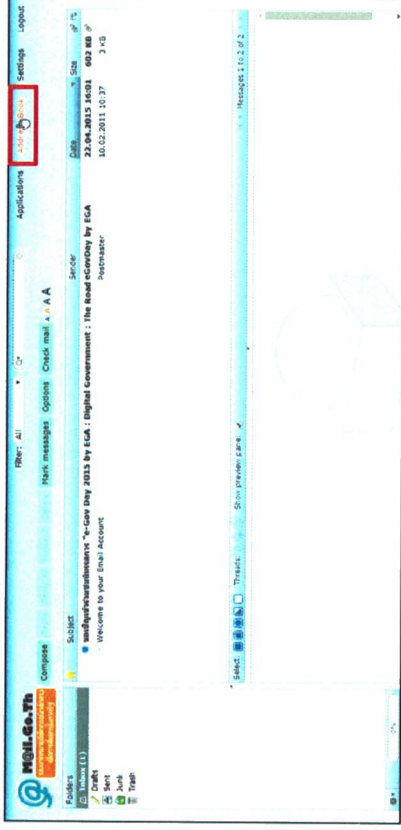 Filter: All
Applications Address Book Settings Logout
M@il.Go.Th
Compose Mark messages Options Check mail A A A
Folders
Subject Sender Date Size
Inbox (1)
Drafts
Sent
Junk
Trash
"e-Gov Day 2015 by EGA : Digital Government : The Road eGovDay by EGA 22.04.2015 16:01 602 KB
Welcome to your Email Account Postmaster 10.02.2011 10:37 3 KB
Select: Threads: Show preview pane: Messages 1 to 2 of 2
0%